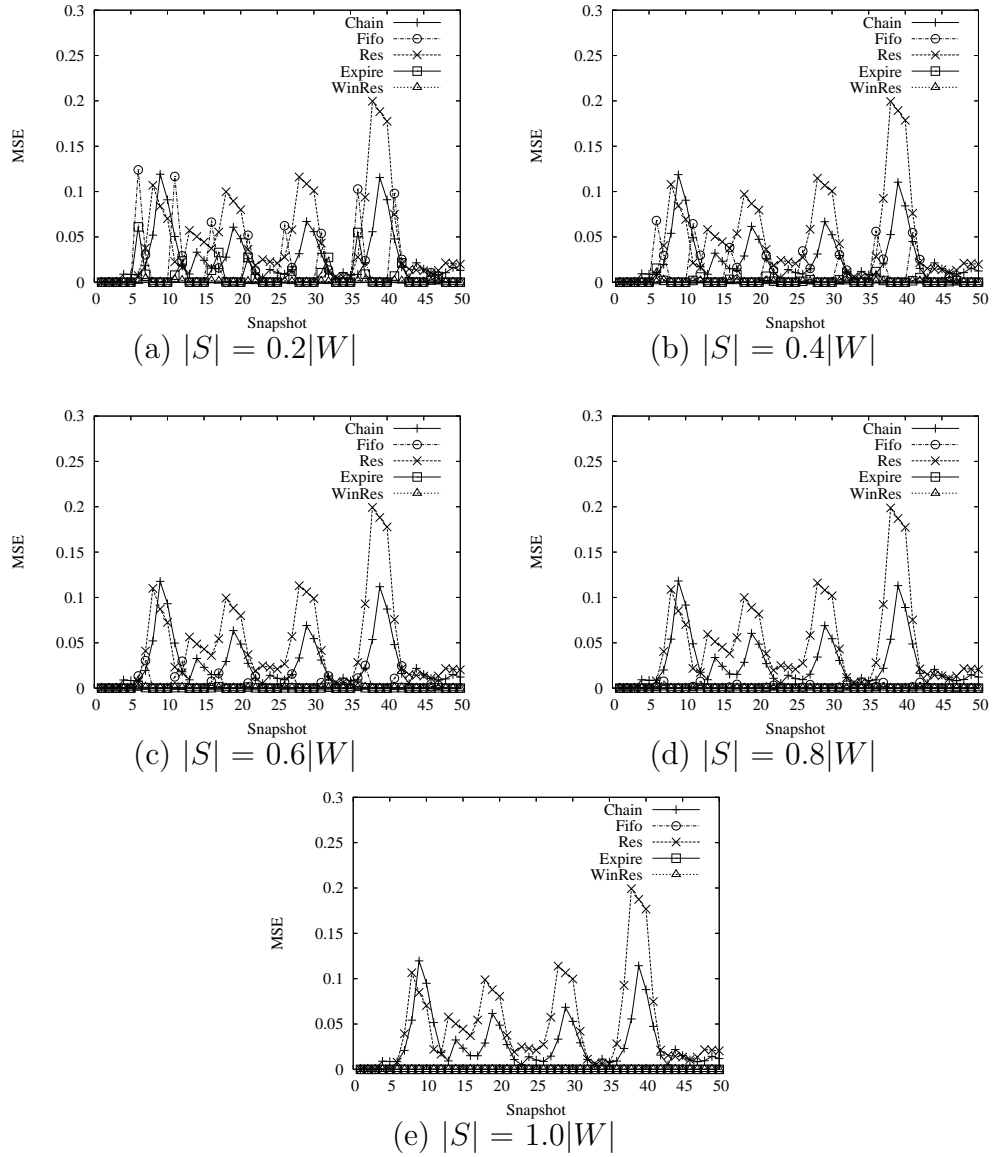 0.3
0.25
0.2
0.15
0.1
0.05
0
MSE
Chain
Fifo
Res
Expire
WinRes
0 5 10 15 20 25 30 35 40 45 50
Snapshot
(a) |S| = 0.2|W|
0.3
0.25
0.2
0.15
0.1
0.05
0
MSE
Chain
Fifo
Res
Expire
WinRes
0 5 10 15 20 25 30 35 40 45 50
Snapshot
(b) |S| = 0.4|W|
0.3
0.25
0.2
0.15
0.1
0.05
0
MSE
Chain
Fifo
Res
Expire
WinRes
0 5 10 15 20 25 30 35 40 45 50
Snapshot
(c) |S| = 0.6|W|
0.3
0.25
0.2
0.15
0.1
0.05
0
MSE
Chain
Fifo
Res
Expire
WinRes
0 5 10 15 20 25 30 35 40 45 50
Snapshot
(d) |S| = 0.8|W|
0.3
0.25
0.2
0.15
0.1
0.05
0
MSE
Chain
Fifo
Res
Expire
WinRes
0 5 10 15 20 25 30 35 40 45 50
Snapshot
(e) |S| = 1.0|W|